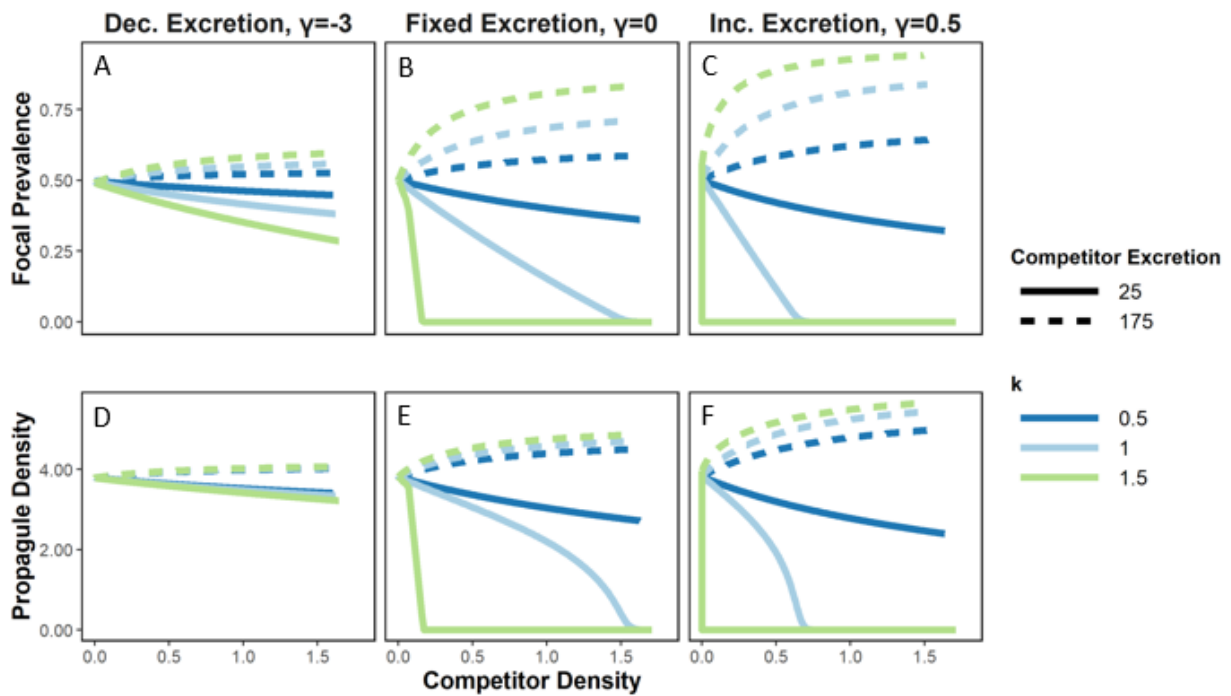 Dec. Excretion, γ=-3 Fixed Excretion, γ=0 Inc. Excretion, γ=0.5
A B C
Focal Prevalence
0.75
0.50
0.25
0.00
Competitor Excretion
25
175
D E F
Propagule Density
4.00
2.00
0.00
k
0.5
1
1.5
0.0 0.5 1.0 1.5 0.0 0.5 1.0 1.5 0.0 0.5 1.0 1.5
Competitor Density